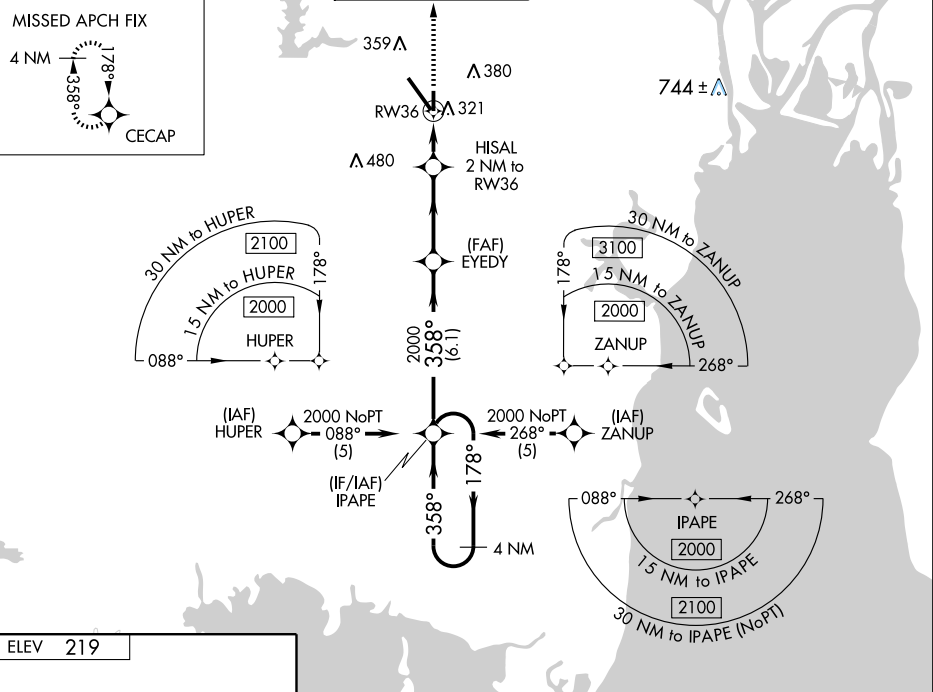 MISSED APCH FIX
4 NM
178°
358°
CECAP
359
380
744 ±
RW36
321
480
HISAL
2 NM to
RW36
(FAF)
EYEDY
30 NM to HUPER
2100
15 NM to HUPER
2000
178°
HUPER
088°
2000
358°
(6.1)
30 NM to ZANUP
3100
15 NM to ZANUP
2000
178°
ZANUP
268°
(IAF)
HUPER
2000 NoPT
088°
(5)
2000 NoPT
268°
(5)
(IAF)
ZANUP
(IF/IAF)
IPAPE
358°
178°
4 NM
088°
268°
IPAPE
2000
15 NM to IPAPE
2100
30 NM to IPAPE (NoPT)
ELEV 219